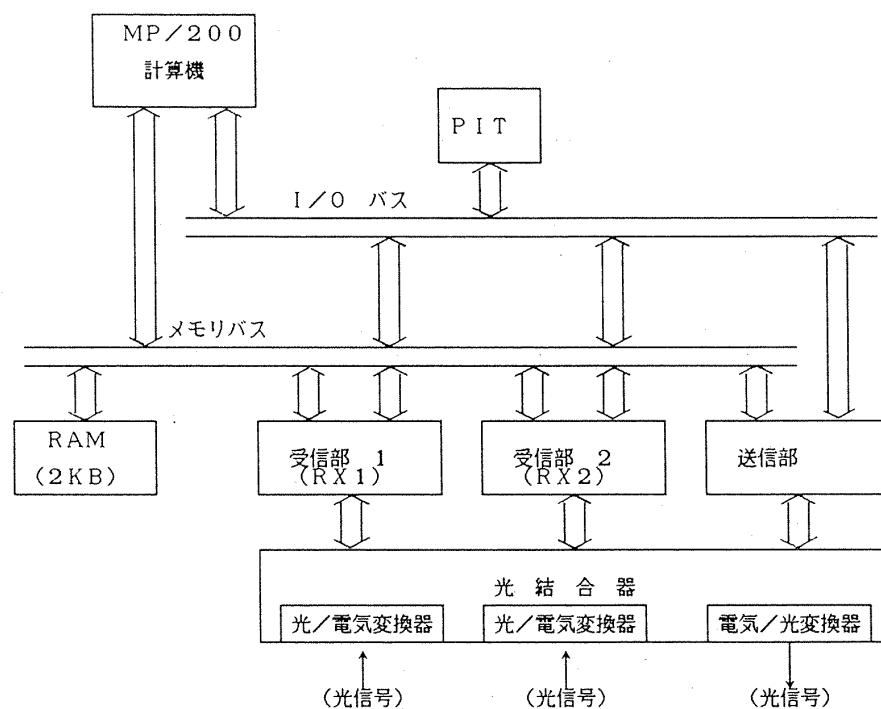 MP/200
計算機
PIT
I/O バス
メモリバス
RAM
(2KB)
受信部 1
(RX1)
受信部 2
(RX2)
送信部
光 結 合 器
光/電気変換器
光/電気変換器
電気/光変換器
(光信号)
(光信号)
(光信号)